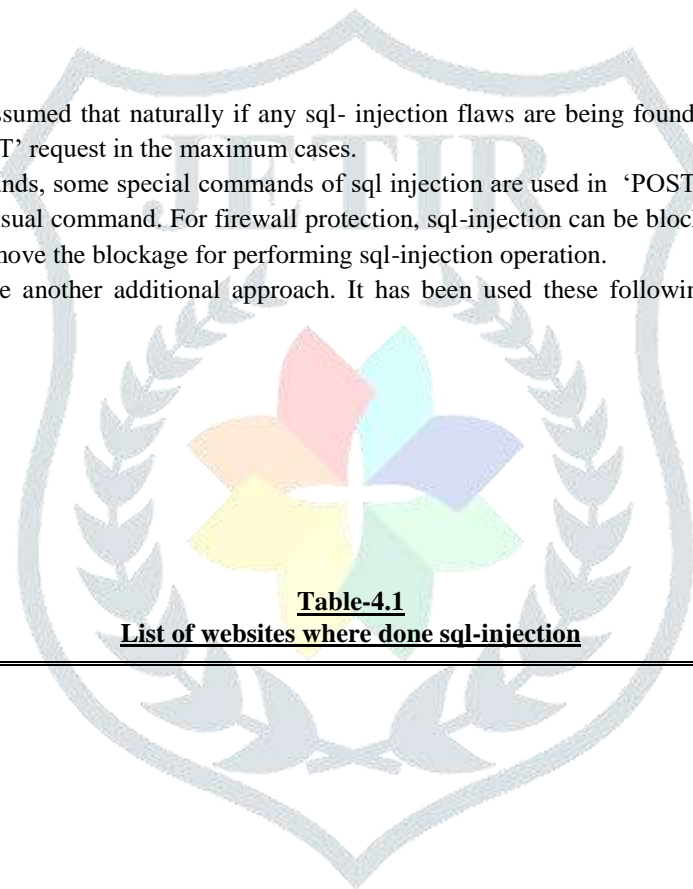 ssumed that naturally if any sql- injection flaws are being found
T’ request in the maximum cases.
nds, some special commands of sql injection are used in ‘POST
sual command. For firewall protection, sql-injection can be bloc
nove the blockage for performing sql-injection operation.
e another additional approach. It has been used these followin
JETIR
Table-4.1
List of websites where done sql-injection